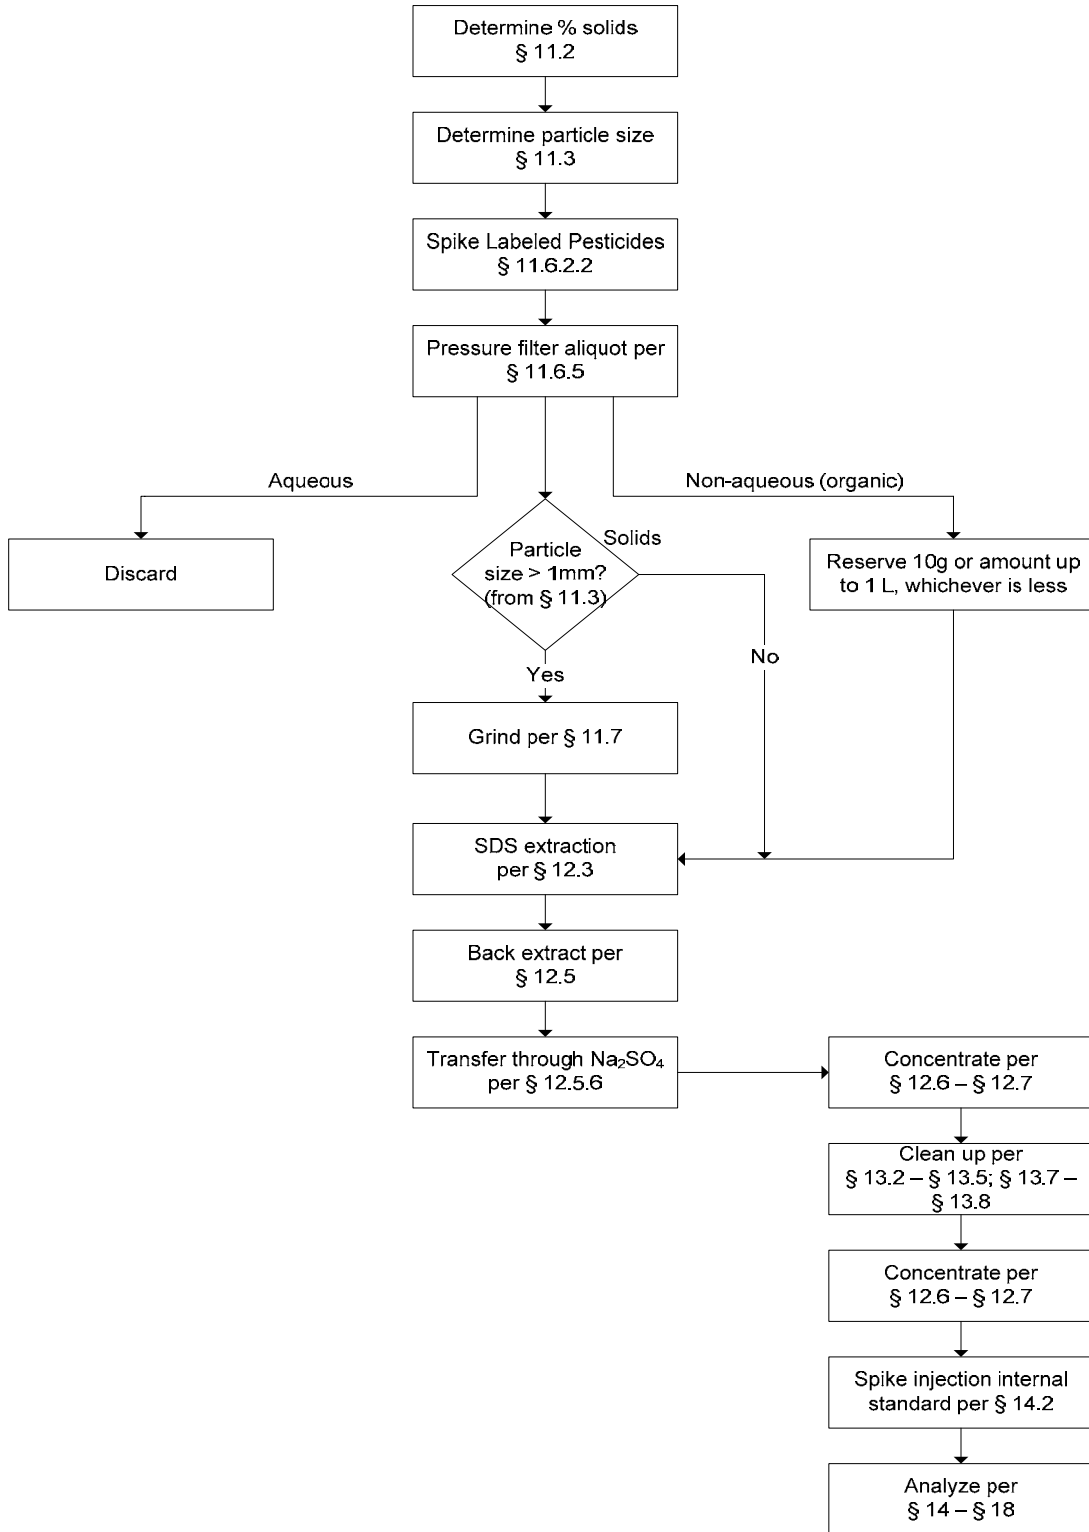 Determine % solids
§ 11.2
Determine particle size
§ 11.3
Spike Labeled Pesticides
§ 11.6.2.2
Pressure filter aliquot per
§ 11.6.5
Aqueous
Non-aqueous (organic)
Solids
Discard
Particle
size > 1mm?
(from § 11.3)
Reserve 10g or amount up
to 1 L, whichever is less
No
Yes
Grind per § 11.7
SDS extraction
per § 12.3
Back extract per
§ 12.5
Transfer through Na₂SO₄
per § 12.5.6
Concentrate per
§ 12.6 – § 12.7
Clean up per
§ 13.2 – § 13.5; § 13.7 –
§ 13.8
Concentrate per
§ 12.6 – § 12.7
Spike injection internal
standard per § 14.2
Analyze per
§ 14 – § 18